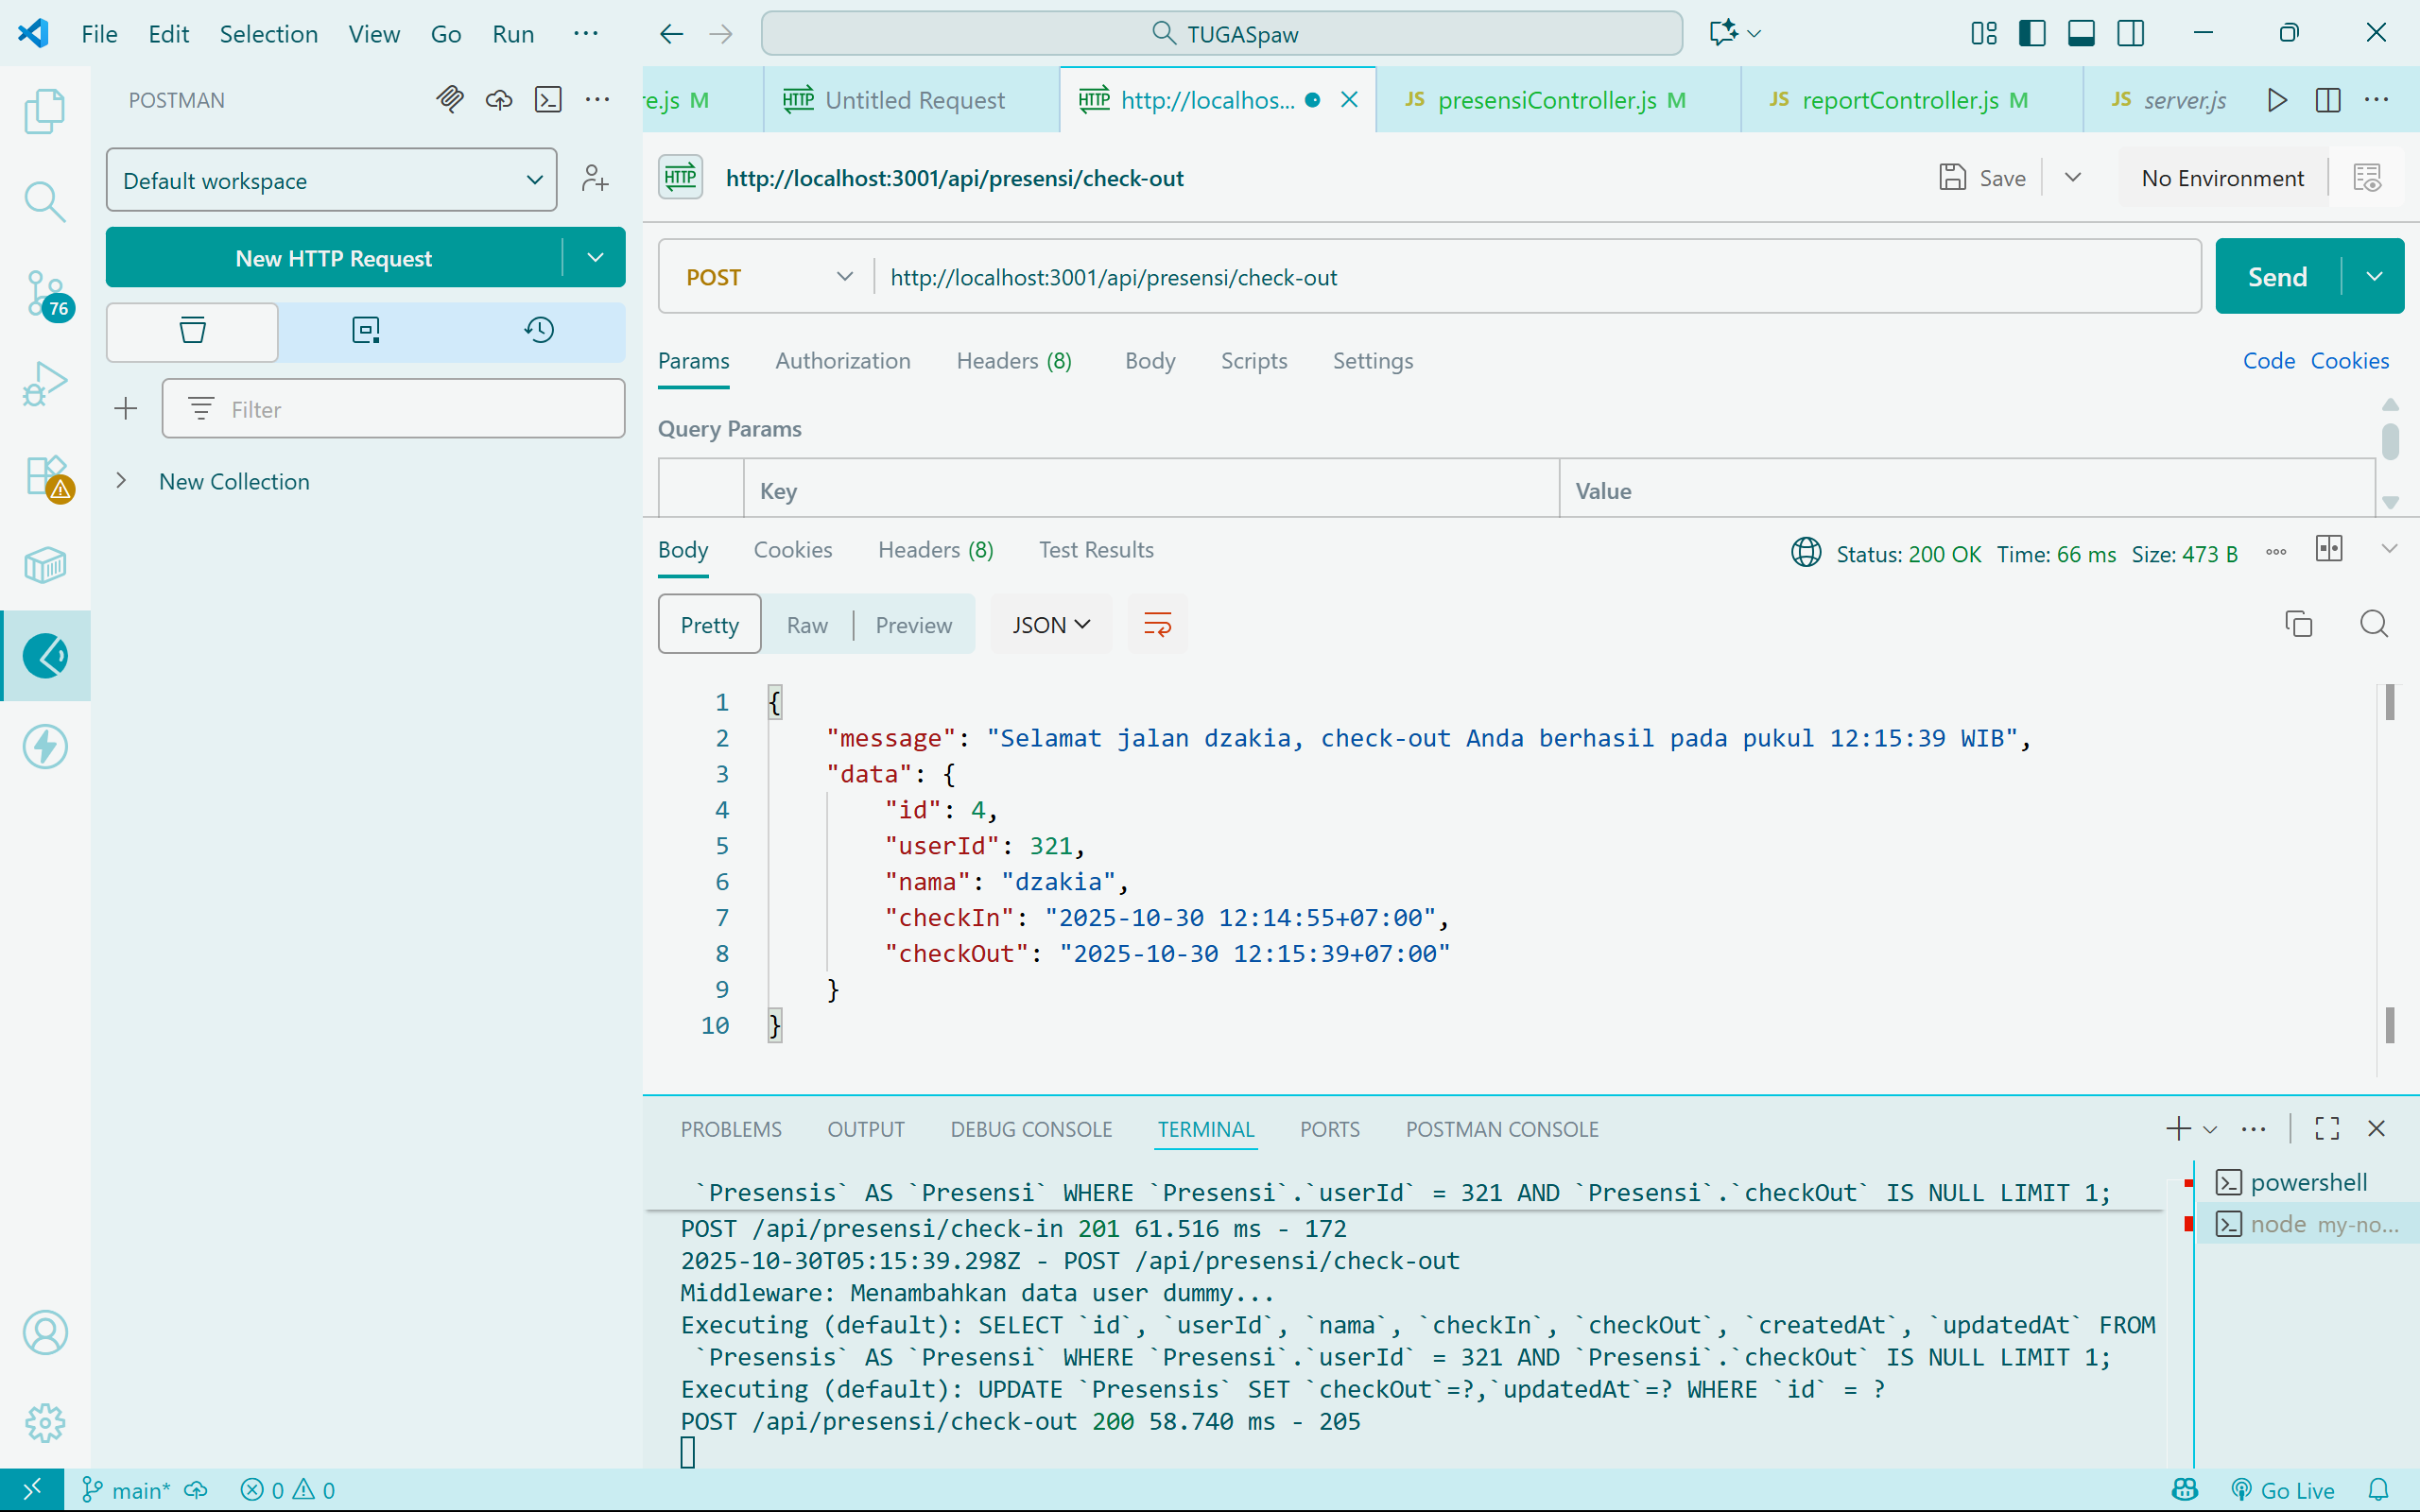 File Edit Selection View Go Run ···
TUGASpaw
POSTMAN
Default workspace
New HTTP Request
Filter
New Collection
76
re.js M
HTTP Untitled Request
HTTP http://localhos...
JS presensiController.js M
JS reportController.js M
JS server.js
HTTP http://localhost:3001/api/presensi/check-out
Save
No Environment
POST http://localhost:3001/api/presensi/check-out
Send
Params Authorization Headers (8) Body Scripts Settings
Code Cookies
Query Params
Key Value
Body Cookies Headers (8) Test Results
Status: 200 OK Time: 66 ms Size: 473 B
Pretty Raw Preview JSON
1 {
2 "message": "Selamat jalan dzakia, check-out Anda berhasil pada pukul 12:15:39 WIB",
3 "data": {
4 "id": 4,
5 "userId": 321,
6 "nama": "dzakia",
7 "checkIn": "2025-10-30 12:14:55+07:00",
8 "checkOut": "2025-10-30 12:15:39+07:00"
9 }
10 }
PROBLEMS OUTPUT DEBUG CONSOLE TERMINAL PORTS POSTMAN CONSOLE
`Presensis` AS `Presensi` WHERE `Presensi`.`userId` = 321 AND `Presensi`.`checkOut` IS NULL LIMIT 1;
POST /api/presensi/check-in 201 61.516 ms - 172
2025-10-30T05:15:39.298Z - POST /api/presensi/check-out
Middleware: Menambahkan data user dummy...
Executing (default): SELECT `id`, `userId`, `nama`, `checkIn`, `checkOut`, `createdAt`, `updatedAt` FROM
`Presensis` AS `Presensi` WHERE `Presensi`.`userId` = 321 AND `Presensi`.`checkOut` IS NULL LIMIT 1;
Executing (default): UPDATE `Presensis` SET `checkOut`=?,`updatedAt`=? WHERE `id` = ?
POST /api/presensi/check-out 200 58.740 ms - 205
powershell
node my-no...
main* 0 0
Go Live